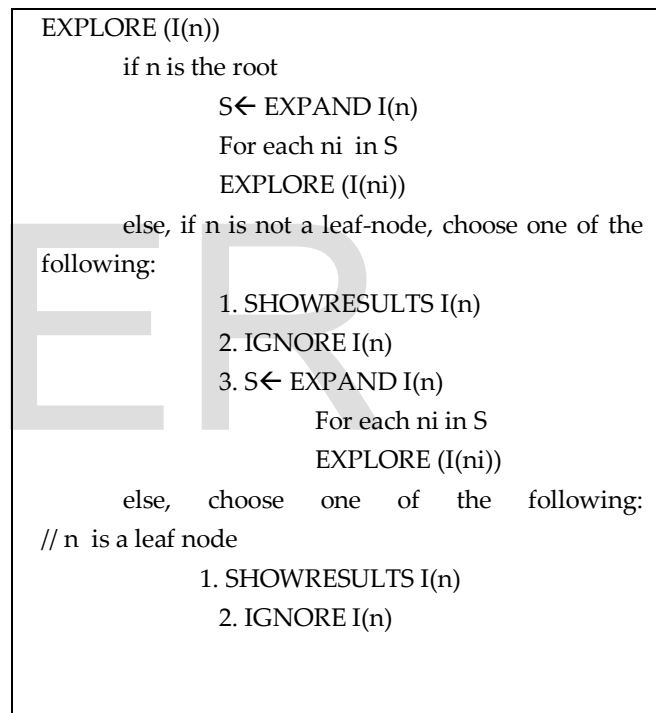 EXPLORE (I(n))
if n is the root
S← EXPAND I(n)
For each ni in S
EXPLORE (I(ni))
else, if n is not a leaf-node, choose one of the
following:
1. SHOWRESULTS I(n)
2. IGNORE I(n)
3. S← EXPAND I(n)
For each ni in S
EXPLORE (I(ni))
else, choose one of the following:
// n is a leaf node
1. SHOWRESULTS I(n)
2. IGNORE I(n)
ER